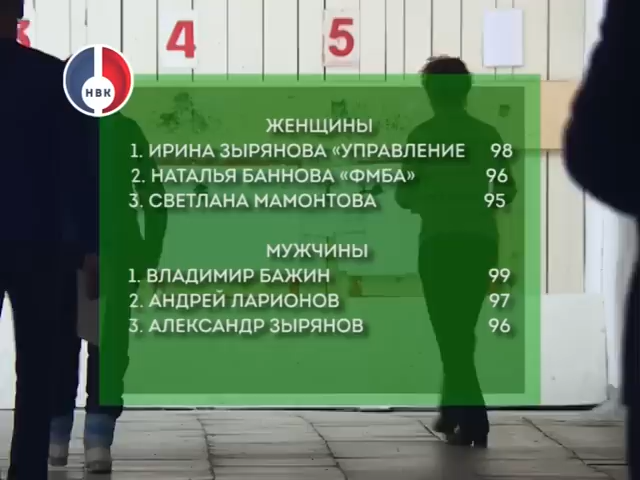 3 4 5
НВК
ЖЕНЩИНЫ
1. ИРИНА ЗЫРЯНОВА «УПРАВЛЕНИЕ 98
2. НАТАЛЬЯ БАННОВА «ФМБА» 96
3. СВЕТЛАНА МАМОНТОВА 95
МУЖЧИНЫ
1. ВЛАДИМИР БАЖИН 99
2. АНДРЕЙ ЛАРИОНОВ 97
3. АЛЕКСАНДР ЗЫРЯНОВ 96